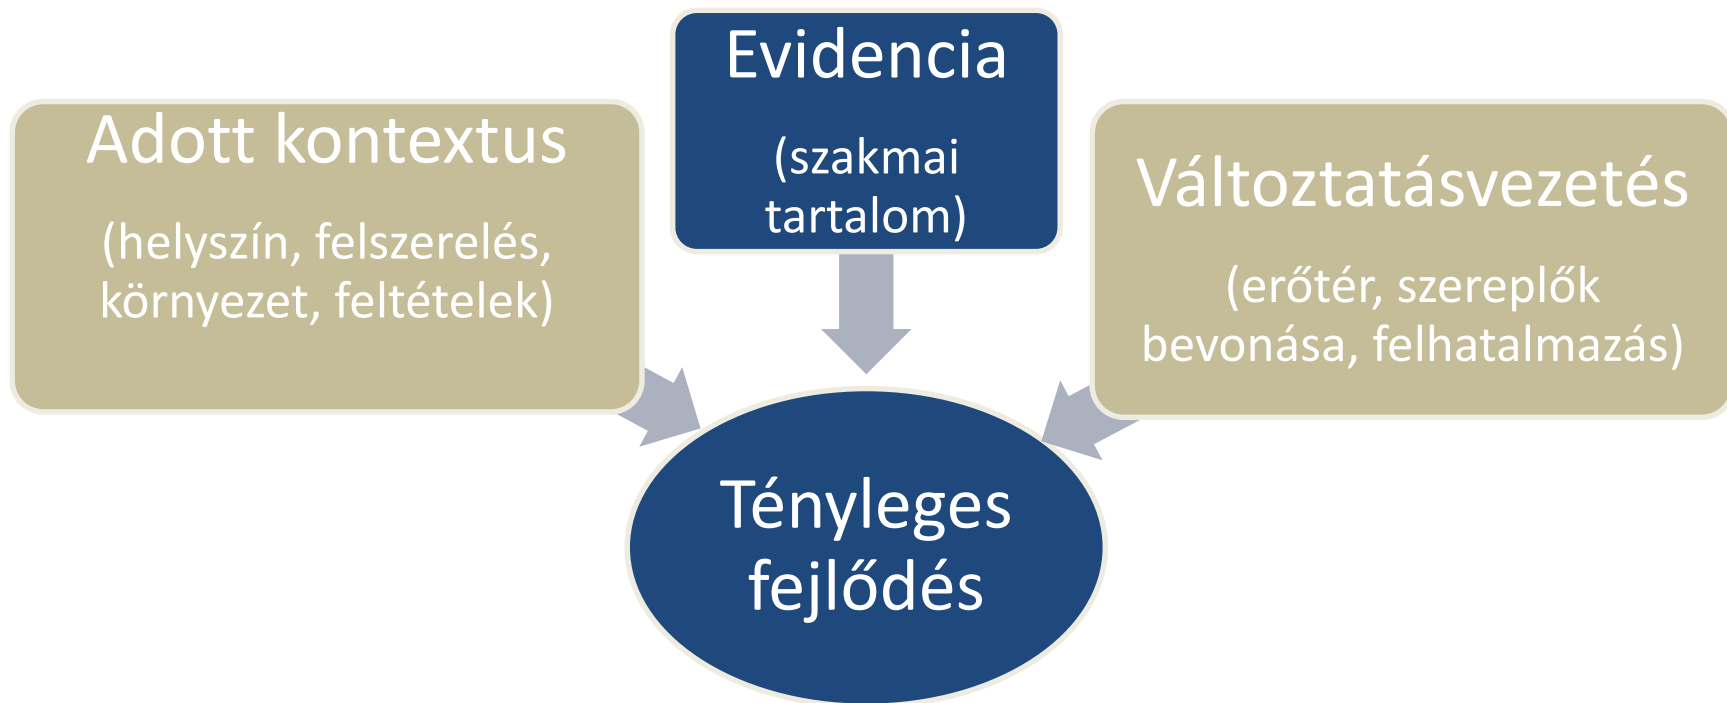 Adott kontextus
(helyszín, felszerelés,
környezet, feltételek)
Evidencia
(szakmai
tartalom)
Változtatásvezetés
(erőtér, szereplők
bevonása, felhatalmazás)
Tényleges
fejlődés